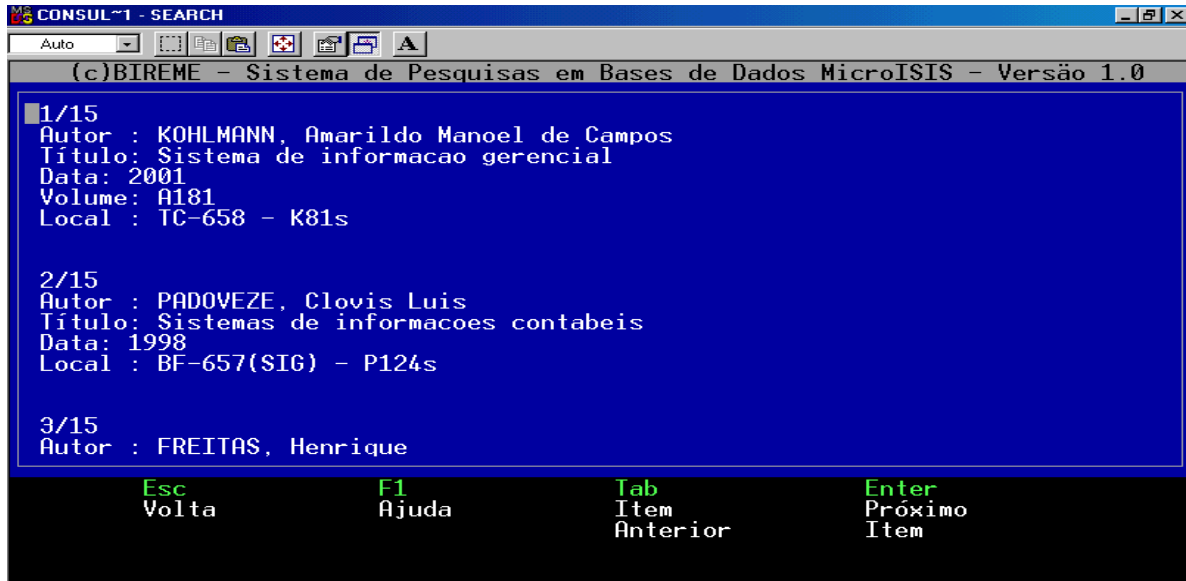 CONSUL~1 - SEARCH
Auto
A
(c)BIREME - Sistema de Pesquisas em Bases de Dados MicroISIS - Versäo 1.0
1/15
Autor : KOHLMANN, Amarildo Manoel de Campos
Título: Sistema de informacao gerencial
Data: 2001
Volume: A181
Local : TC-658 - K81s
2/15
Autor : PADOVEZE, Clovis Luis
Título: Sistemas de informacoes contabeis
Data: 1998
Local : BF-657(SIG) - P124s
3/15
Autor : FREITAS, Henrique
Esc F1 Tab Enter
Volta Ajuda Item Próximo
Anterior Item